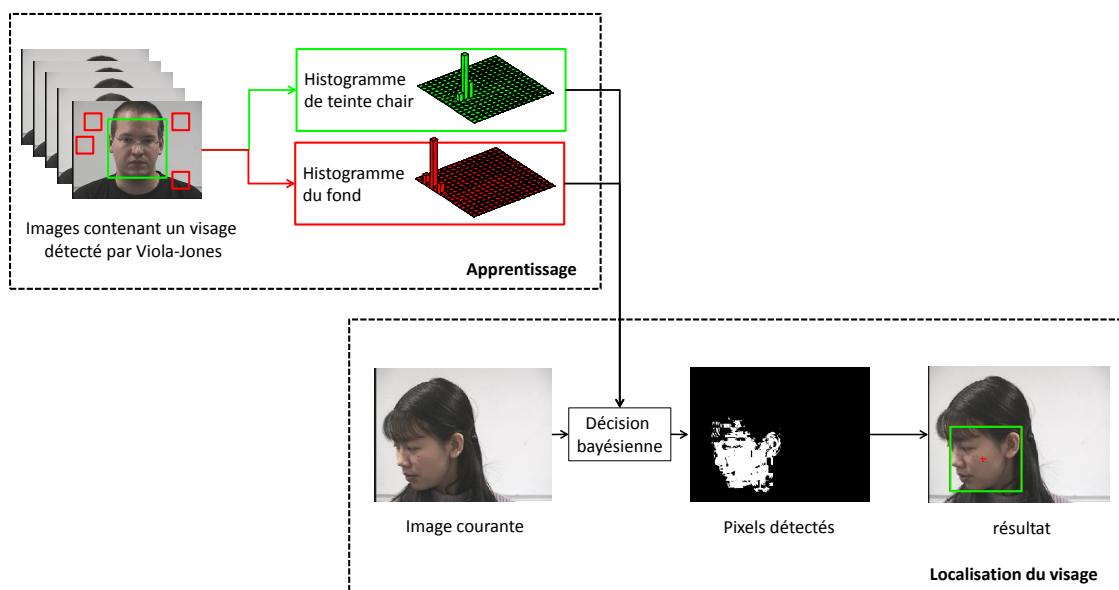 Histogramme
de teinte chair
Histogramme
du fond
Images contenant un visage
détecté par Viola-Jones
Apprentissage
Décision
bayésienne
Image courante
Pixels détectés
résultat
Localisation du visage